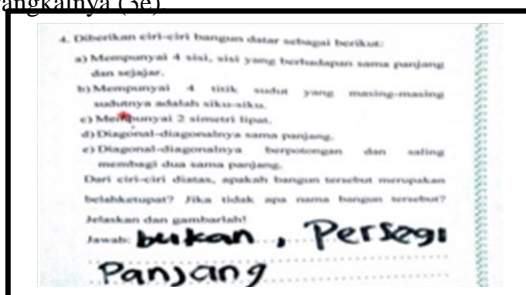 angkalnya (3e)
4. Diberikan ciri-ciri bangun datar sebagai berikut:
a) Mempunyai 4 sisi, sisi yang berhadapan sama panjang
dan sejajar.
b) Mempunyai 4 titik sudut yang masing-masing
sudutnya adalah siku-siku.
c) Mempunyai 2 simetri lipat.
d) Diagonal-diagonalnya sama panjang.
e) Diagonal-diagonalnya berpotongan dan saling
membagi dua sama panjang.
Dari ciri-ciri diatas, apakah bangun tersebut merupakan
belahketupat? Jika tidak apa nama bangun tersebut?
Jelaskan dan gambarlah!
Jawab: bukan, Persegi
Panjang